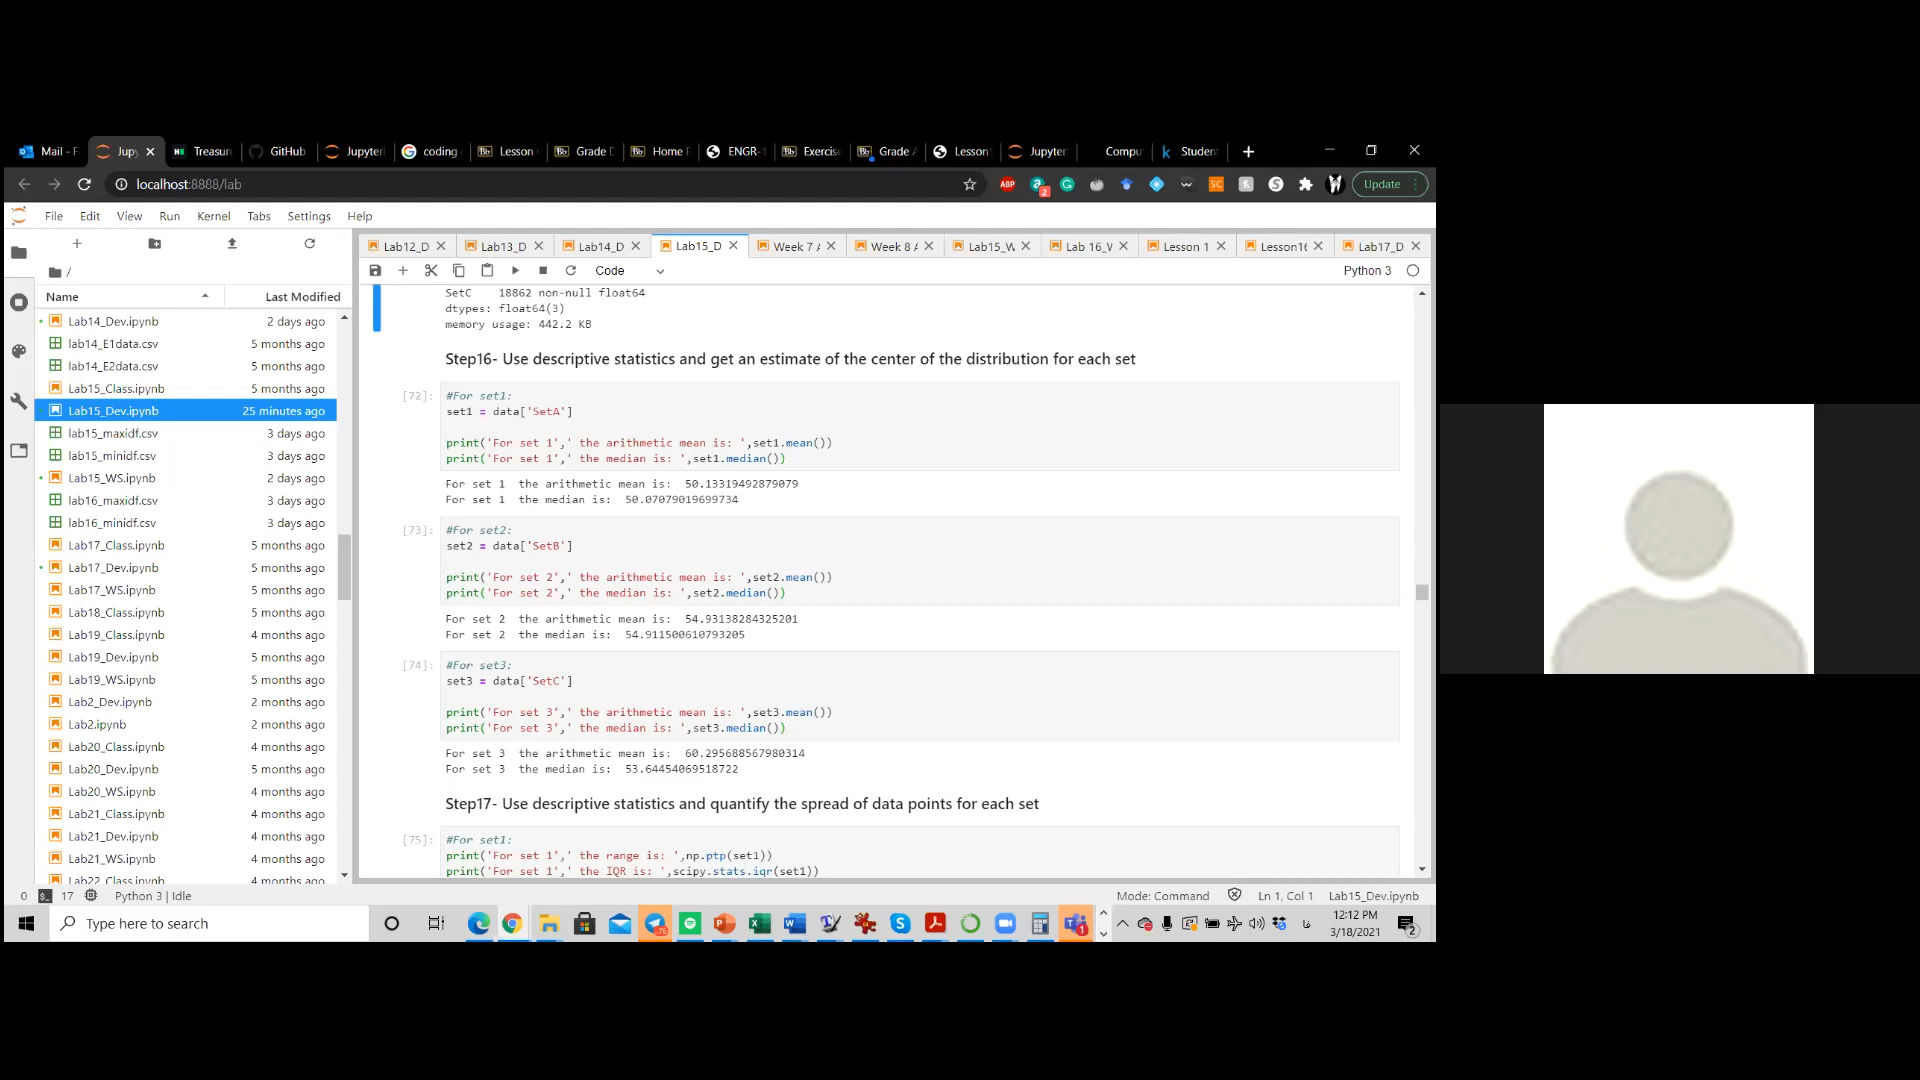 Mail - F
Jupy
Treasur
GitHub
Jupyter
coding
Lesson
Grade D
Home P
ENGR-1
Exercise
Grade A
Lesson
Jupyter
Compu
Student
localhost:8888/lab
ABP
2
SC
Update
File
Edit
View
Run
Kernel
Tabs
Settings
Help
Lab12_D
Lab13_D
Lab14_D
Lab15_D
Week 7 A
Week 8 A
Lab15_W
Lab 16_V
Lesson 1
Lesson16
Lab17_D
Code
Python 3
/
Name
Last Modified
Lab14_Dev.ipynb 2 days ago
lab14_E1data.csv 5 months ago
lab14_E2data.csv 5 months ago
Lab15_Class.ipynb 5 months ago
Lab15_Dev.ipynb 25 minutes ago
lab15_maxidf.csv 3 days ago
lab15_minidf.csv 3 days ago
Lab15_WS.ipynb 2 days ago
lab16_maxidf.csv 3 days ago
lab16_minidf.csv 3 days ago
Lab17_Class.ipynb 5 months ago
Lab17_Dev.ipynb 5 months ago
Lab17_WS.ipynb 5 months ago
Lab18_Class.ipynb 5 months ago
Lab19_Class.ipynb 4 months ago
Lab19_Dev.ipynb 5 months ago
Lab19_WS.ipynb 5 months ago
Lab2_Dev.ipynb 2 months ago
Lab2.ipynb 2 months ago
Lab20_Class.ipynb 4 months ago
Lab20_Dev.ipynb 5 months ago
Lab20_WS.ipynb 4 months ago
Lab21_Class.ipynb 4 months ago
Lab21_Dev.ipynb 4 months ago
Lab21_WS.ipynb 4 months ago
Lab22_Class.ipynb 4 months ago
SetC 18862 non-null float64
dtypes: float64(3)
memory usage: 442.2 KB
Step16- Use descriptive statistics and get an estimate of the center of the distribution for each set
[72]: #For set1:
set1 = data['SetA']
print('For set 1',' the arithmetic mean is: ',set1.mean())
print('For set 1',' the median is: ',set1.median())
For set 1 the arithmetic mean is: 50.13319492879079
For set 1 the median is: 50.07079019699734
[73]: #For set2:
set2 = data['SetB']
print('For set 2',' the arithmetic mean is: ',set2.mean())
print('For set 2',' the median is: ',set2.median())
For set 2 the arithmetic mean is: 54.93138284325201
For set 2 the median is: 54.911500610793205
[74]: #For set3:
set3 = data['SetC']
print('For set 3',' the arithmetic mean is: ',set3.mean())
print('For set 3',' the median is: ',set3.median())
For set 3 the arithmetic mean is: 60.295688567980314
For set 3 the median is: 53.64454069518722
Step17- Use descriptive statistics and quantify the spread of data points for each set
[75]: #For set1:
print('For set 1',' the range is: ',np.ptp(set1))
print('For set 1',' the IQR is: ',scipy.stats.iqr(set1))
0
17
Python 3 | Idle
Mode: Command
Ln 1, Col 1
Lab15_Dev.ipynb
Type here to search
12:12 PM
3/18/2021
2